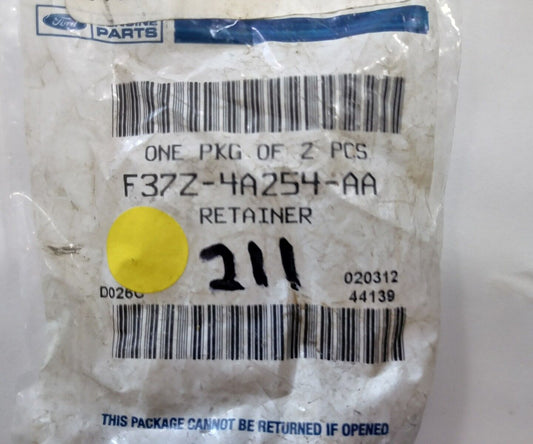 Ford
PARTS
ONE PKG OF 2 PCS
F37Z-4A254-AA
RETAINER
211
020312
44139
THIS PACKAGE CANNOT BE RETURNED IF OPENED